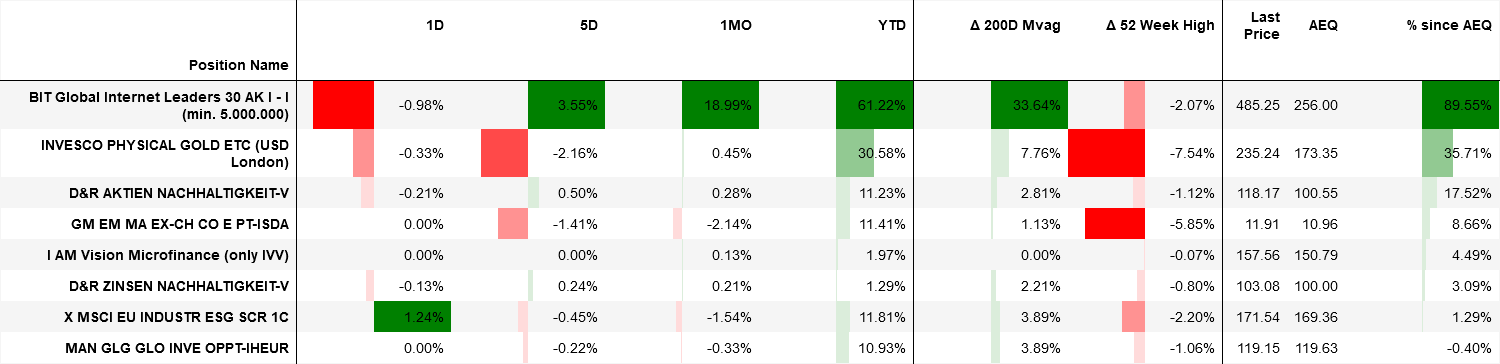 Position Name 1D 5D 1MO YTD Δ 200D Mvag Δ 52 Week High Last Price AEQ % since AEQ
BIT Global Internet Leaders 30 AK I - I (min. 5.000.000) -0.98% 3.55% 18.99% 61.22% 33.64% -2.07% 485.25 256.00 89.55%
INVESCO PHYSICAL GOLD ETC (USD London) -0.33% -2.16% 0.45% 30.58% 7.76% -7.54% 235.24 173.35 35.71%
D&R AKTIEN NACHHALTIGKEIT-V -0.21% 0.50% 0.28% 11.23% 2.81% -1.12% 118.17 100.55 17.52%
GM EM MA EX-CH CO E PT-ISDA 0.00% -1.41% -2.14% 11.41% 1.13% -5.85% 11.91 10.96 8.66%
I AM Vision Microfinance (only IVV) 0.00% 0.00% 0.13% 1.97% 0.00% -0.07% 157.56 150.79 4.49%
D&R ZINSEN NACHHALTIGKEIT-V -0.13% 0.24% 0.21% 1.29% 2.21% -0.80% 103.08 100.00 3.09%
X MSCI EU INDUSTR ESG SCR 1C 1.24% -0.45% -1.54% 11.81% 3.89% -2.20% 171.54 169.36 1.29%
MAN GLG GLO INVE OPPT-IHEUR 0.00% -0.22% -0.33% 10.93% 3.89% -1.06% 119.15 119.63 -0.40%